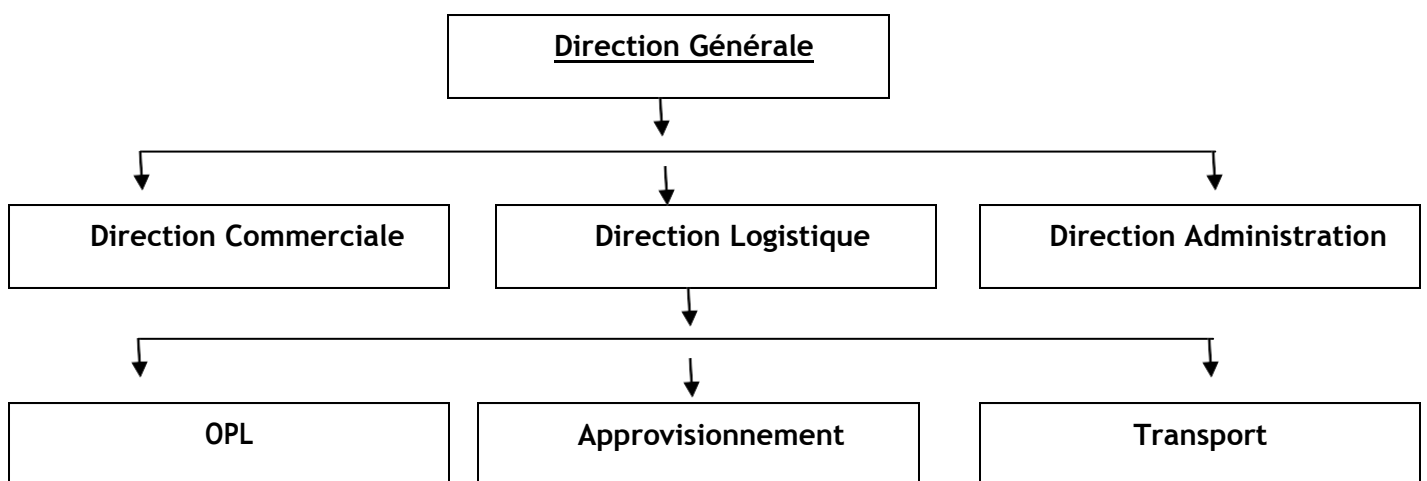 Direction Générale
Direction Commerciale
Direction Logistique
Direction Administration
OPL
Approvisionnement
Transport